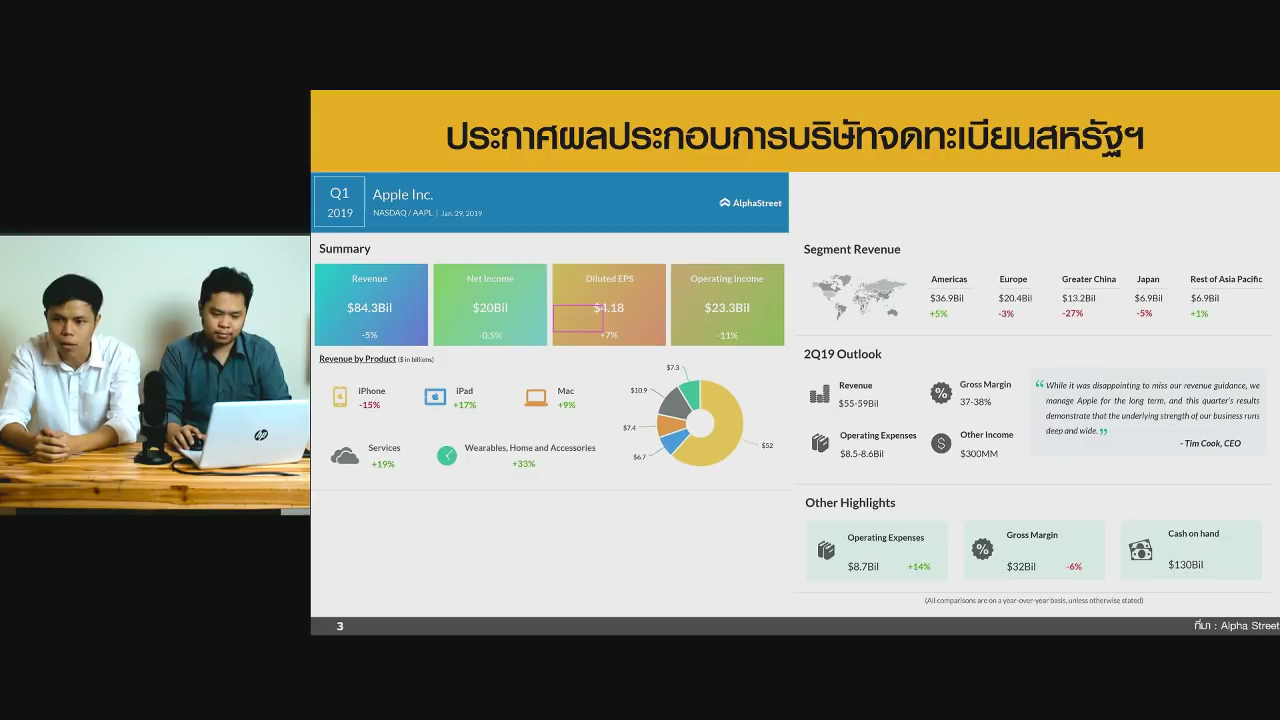 ประกาศผลประกอบการบริษัทจดทะเบียนสหรัฐฯ
Q1
2019
Apple Inc.
NASDAQ / AAPL | Jan. 29, 2019
AlphaStreet
Summary
Revenue
$84.3Bil
-5%
Net Income
$20Bil
-0.5%
Diluted EPS
$4.18
+7%
Operating Income
$23.3Bil
-11%
Revenue by Product ($ in billions)
iPhone
-15%
iPad
+17%
Mac
+9%
Services
+19%
Wearables, Home and Accessories
+33%
$7.3
$10.9
$7.4
$6.7
$52
Segment Revenue
Americas
$36.9Bil
+5%
Europe
$20.4Bil
-3%
Greater China
$13.2Bil
-27%
Japan
$6.9Bil
-5%
Rest of Asia Pacific
$6.9Bil
+1%
2Q19 Outlook
Revenue
$55-59Bil
Gross Margin
37-38%
Operating Expenses
$8.5-8.6Bil
Other Income
$300MM
“ While it was disappointing to miss our revenue guidance, we
manage Apple for the long term, and this quarter's results
demonstrate that the underlying strength of our business runs
deep and wide. ”
- Tim Cook, CEO
Other Highlights
Operating Expenses
$8.7Bil +14%
Gross Margin
$32Bil -6%
Cash on hand
$130Bil
(All comparisons are on a year-over-year basis, unless otherwise stated)
3
ที่มา : Alpha Street
hp